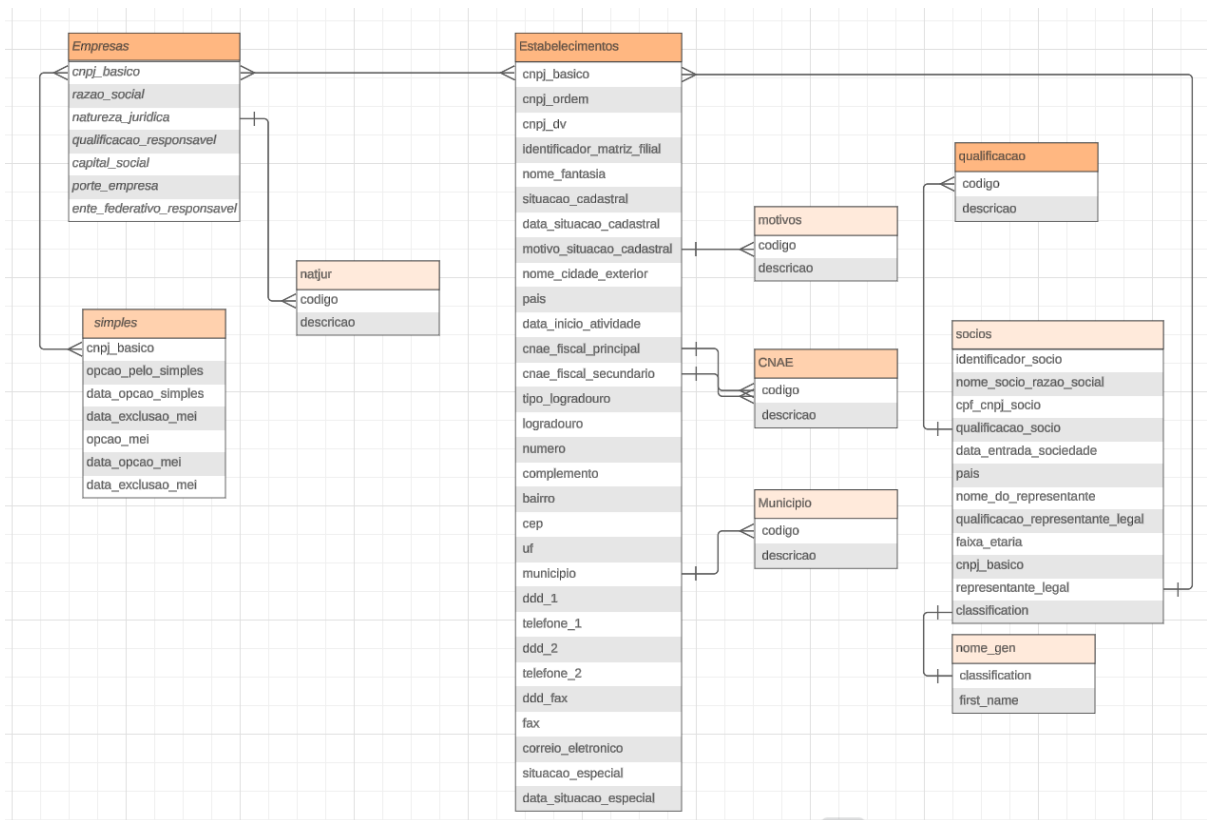 Empresas
cnpj_basico
razao_social
natureza_juridica
qualificacao_responsavel
capital_social
porte_empresa
ente_federativo_responsavel
simples
cnpj_basico
opcao_pelo_simples
data_opcao_simples
data_exclusao_mei
opcao_mei
data_opcao_mei
data_exclusao_mei
natjur
codigo
descricao
Estabelecimentos
cnpj_basico
cnpj_ordem
cnpj_dv
identificador_matriz_filial
nome_fantasia
situacao_cadastral
data_situacao_cadastral
motivo_situacao_cadastral
nome_cidade_exterior
pais
data_inicio_atividade
cnae_fiscal_principal
cnae_fiscal_secundario
tipo_logradouro
logradouro
numero
complemento
bairro
cep
uf
municipio
ddd_1
telefone_1
ddd_2
telefone_2
ddd_fax
fax
correio_eletronico
situacao_especial
data_situacao_especial
motivos
codigo
descricao
CNAE
codigo
descricao
Municipio
codigo
descricao
qualificacao
codigo
descricao
socios
identificador_socio
nome_socio_razao_social
cpf_cnpj_socio
qualificacao_socio
data_entrada_sociedade
pais
nome_do_representante
qualificacao_representante_legal
faixa_etaria
cnpj_basico
representante_legal
classification
nome_gen
classification
first_name